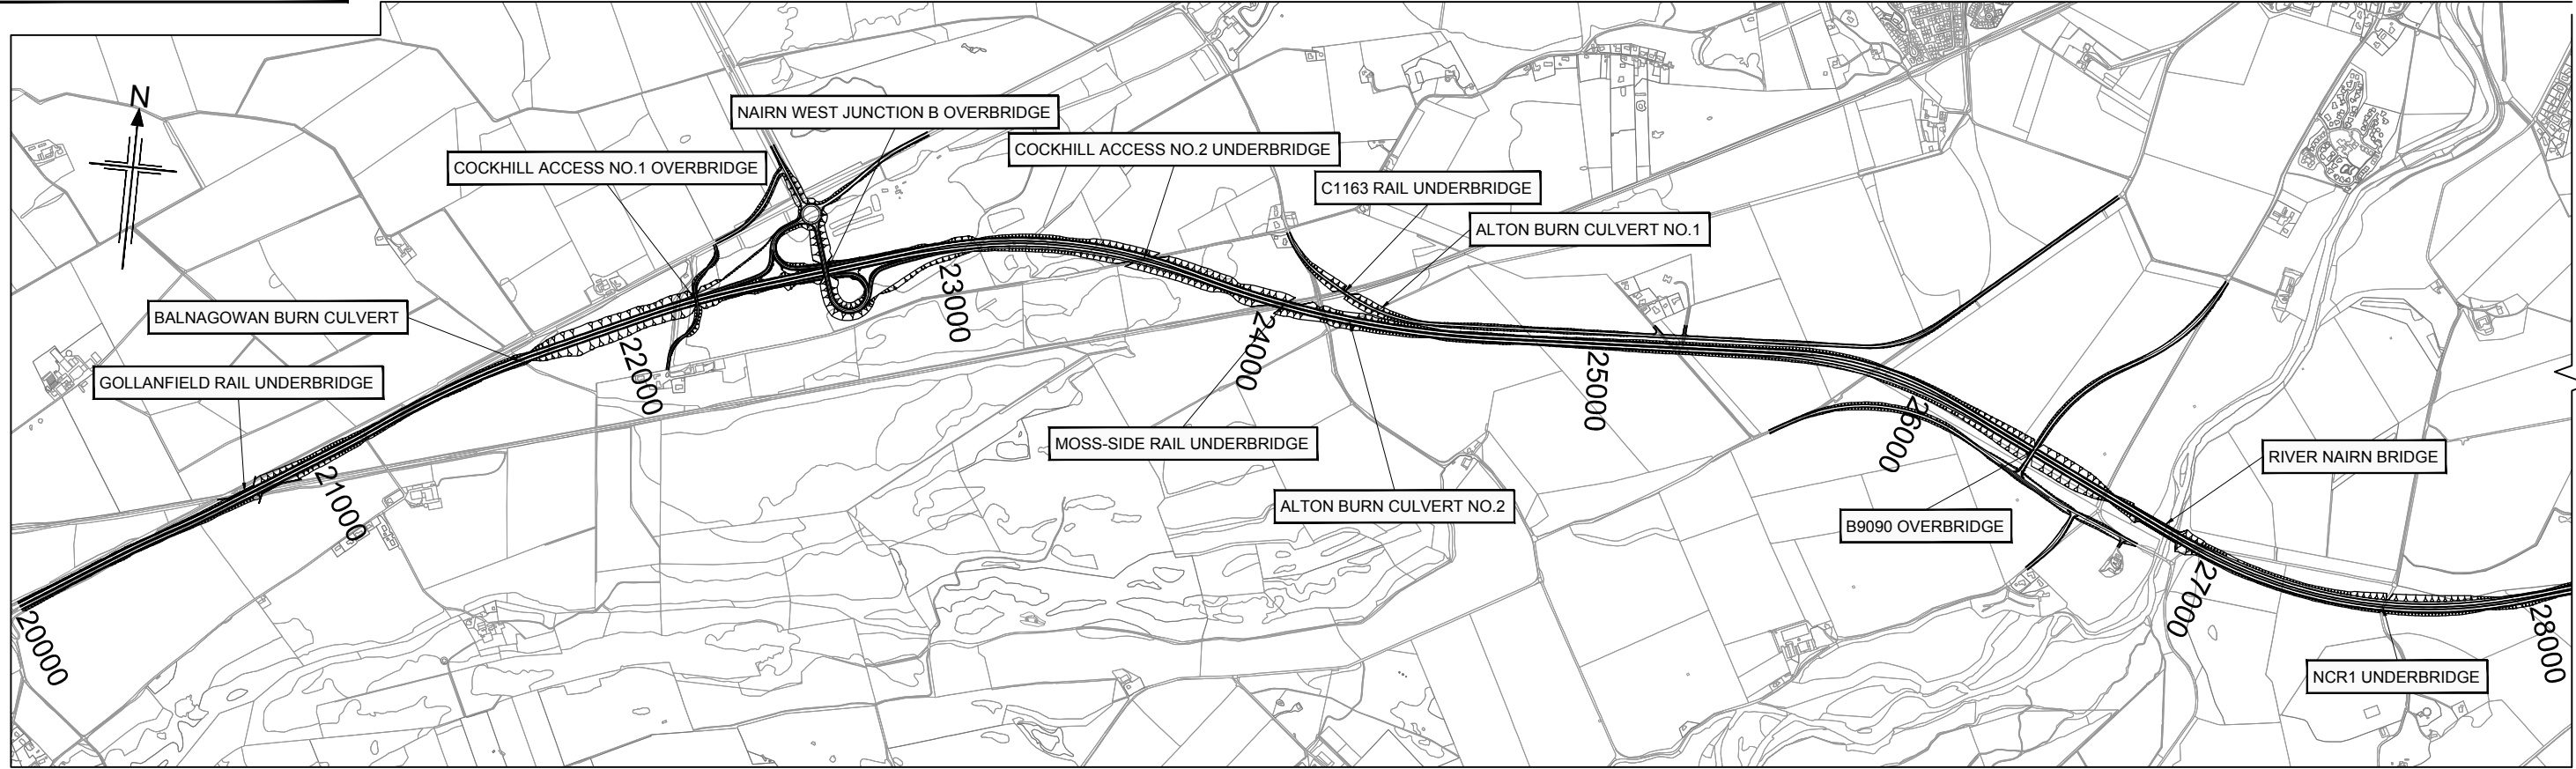 N
NAIRN WEST JUNCTION B OVERBRIDGE
COCKHILL ACCESS NO.2 UNDERBRIDGE
COCKHILL ACCESS NO.1 OVERBRIDGE
C1163 RAIL UNDERBRIDGE
ALTON BURN CULVERT NO.1
BALNAGOWAN BURN CULVERT
GOLLANFIELD RAIL UNDERBRIDGE
20000
21000
22000
23000
24000
25000
26000
27000
28000
MOSS-SIDE RAIL UNDERBRIDGE
ALTON BURN CULVERT NO.2
RIVER NAIRN BRIDGE
B9090 OVERBRIDGE
NCR1 UNDERBRIDGE